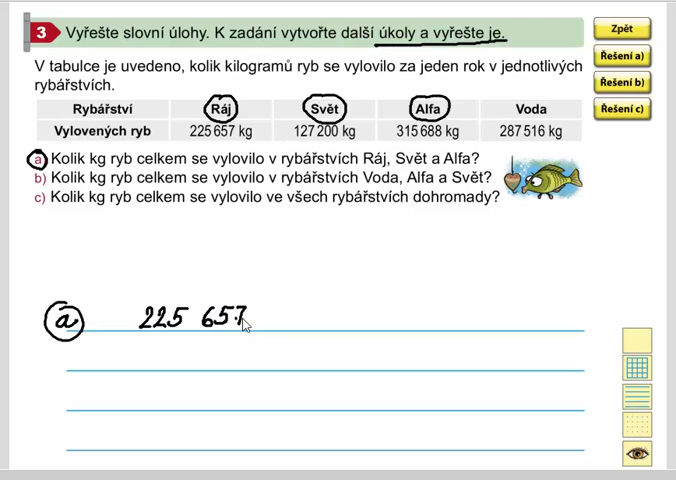 3 Vyřešte slovní úlohy. K zadání vytvořte další úkoly a vyřešte je.
Zpět
Řešení a)
Řešení b)
Řešení c)
V tabulce je uvedeno, kolik kilogramů ryb se vylovilo za jeden rok v jednotlivých
rybářstvích.
Rybářství Ráj Svět Alfa Voda
Vylovených ryb 225 657 kg 127 200 kg 315 688 kg 287 516 kg
a) Kolik kg ryb celkem se vylovilo v rybářstvích Ráj, Svět a Alfa?
b) Kolik kg ryb celkem se vylovilo v rybářstvích Voda, Alfa a Svět?
c) Kolik kg ryb celkem se vylovilo ve všech rybářstvích dohromady?
a 225 657